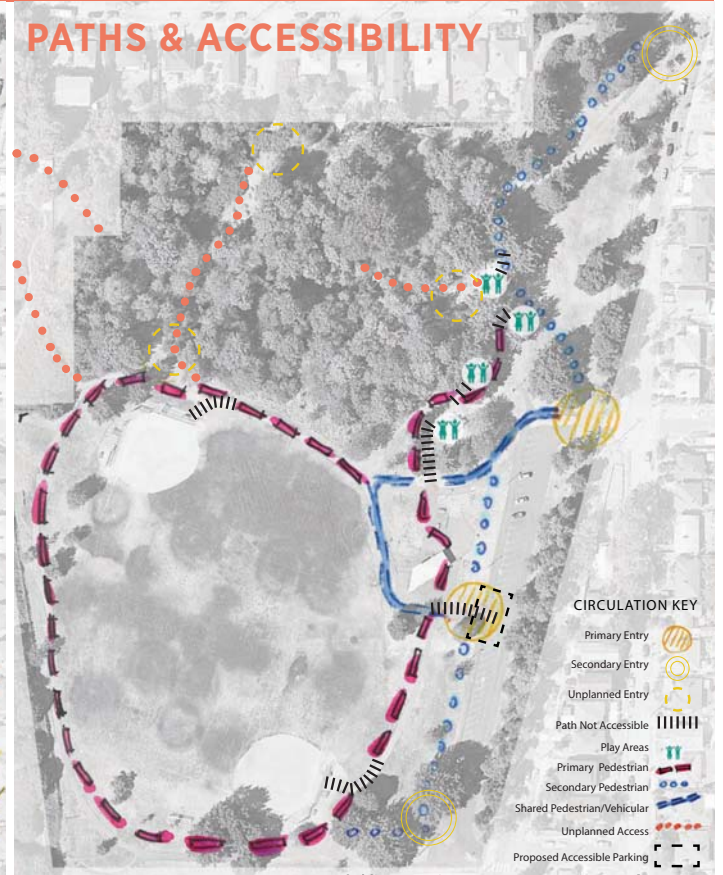 PATHS & ACCESSIBILITY
CIRCULATION KEY
Primary Entry
Secondary Entry
Unplanned Entry
Path Not Accessible
Play Areas
Primary Pedestrian
Secondary Pedestrian
Shared Pedestrian/Vehicular
Unplanned Access
Proposed Accessible Parking